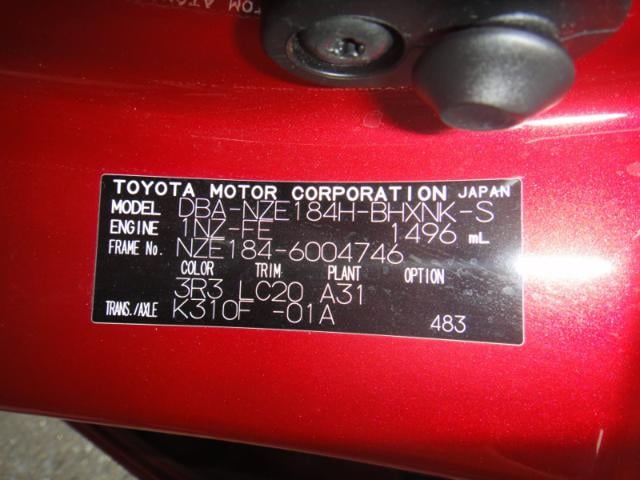 TOYOTA MOTOR CORPORATION JAPAN
MODEL DBA-NZE184H-BHXNK-S
ENGINE 1NZ-FE 1496 mL
FRAME No. NZE184-6004746
COLOR TRIM PLANT OPTION
3R3 LC20 A31
TRANS./AXLE K310F -01A 483